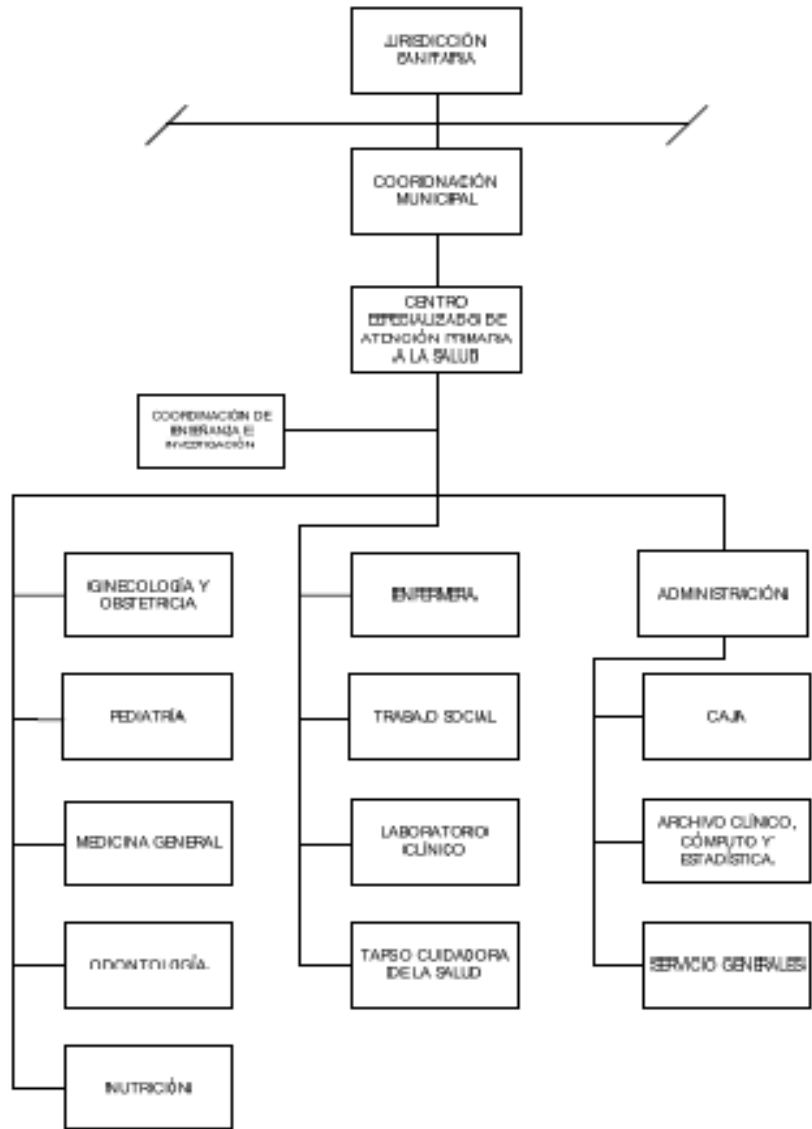 JURISDICCIÓN
SANITARIA
COORDINACIÓN
MUNICIPAL
CENTRO
ESPECIALIZADO DE
ATENCIÓN PRIMARIA
A LA SALUD
COORDINACIÓN DE
ENSEÑANZA E
INVESTIGACIÓN
GINECOLOGÍA Y
OBSTETRICIA
ENFERMERA.
ADMINISTRACIÓN
PEDIATRÍA
TRABAJO SOCIAL
CAJA
MEDICINA GENERAL
LABORATORIO
CLÍNICO
ARCHIVO CLÍNICO,
CÓMPUTO Y
ESTADÍSTICA.
ODONTOLOGÍA.
TAPSO CUIDADORA
DE LA SALUD
SERVICIO GENERALES
NUTRICIÓN